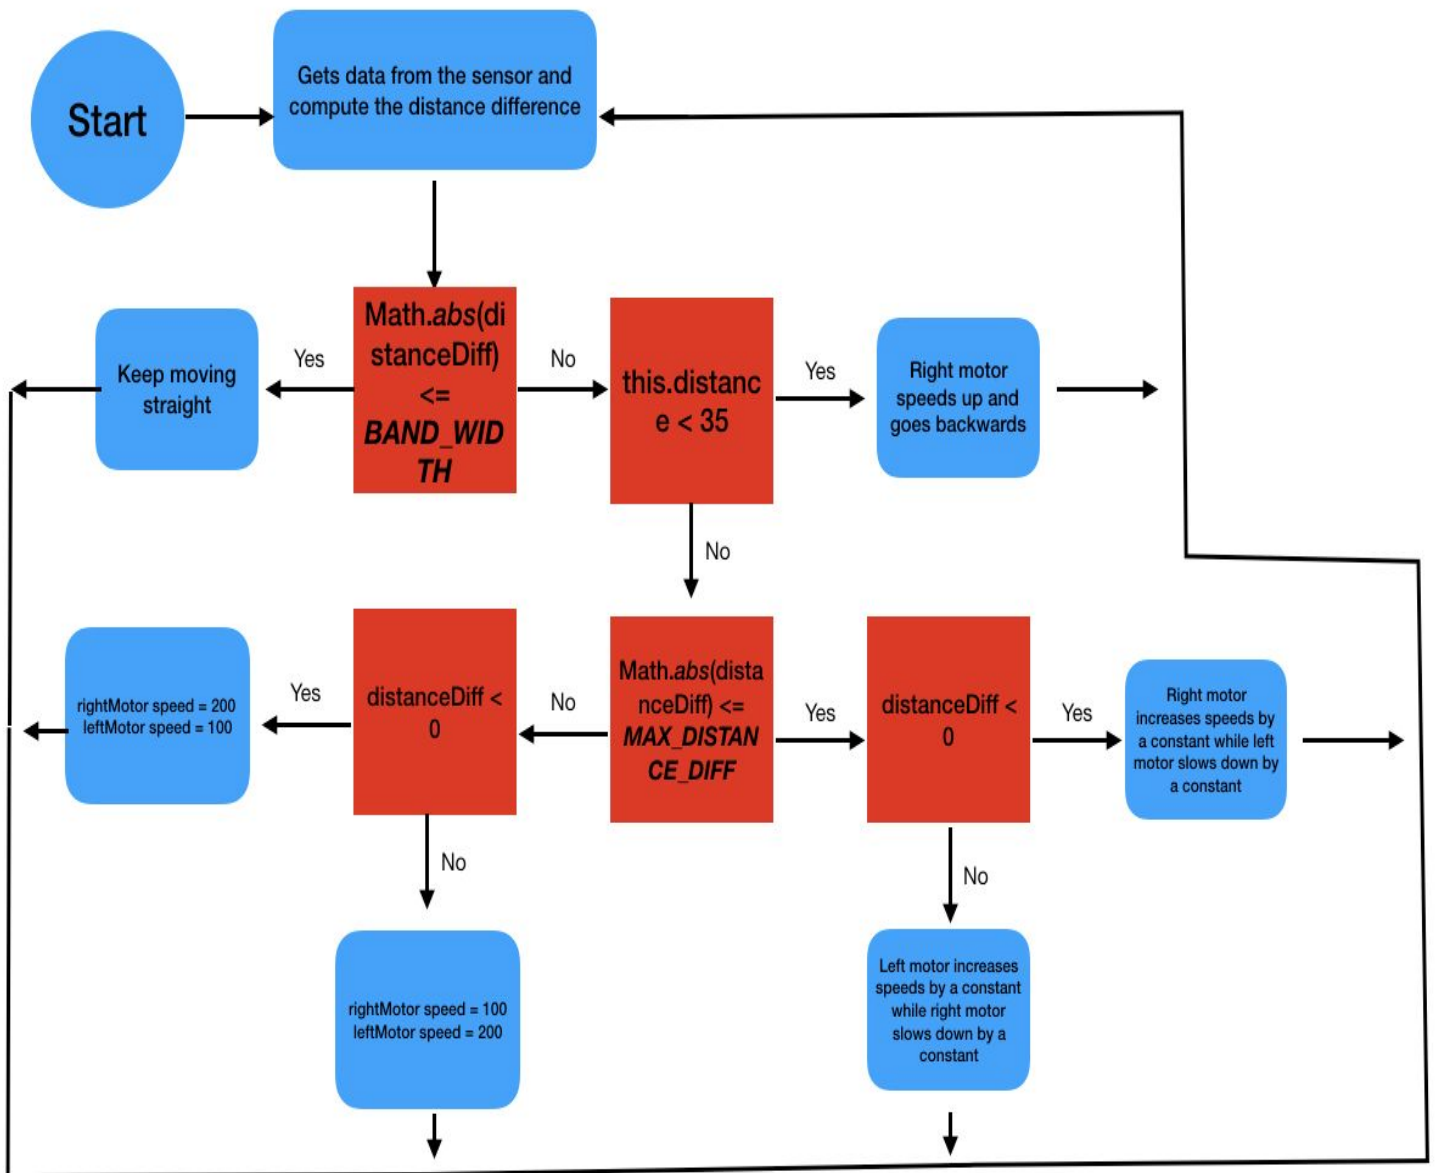 Start
Gets data from the sensor and
compute the distance difference
Keep moving
straight
Yes
Math.abs(di
stanceDiff)
<=
BAND_WID
TH
No
this.distanc
e < 35
Yes
Right motor
speeds up and
goes backwards
No
rightMotor speed = 200
leftMotor speed = 100
Yes
distanceDiff <
0
No
Math.abs(dista
nceDiff) <=
MAX_DISTAN
CE_DIFF
Yes
distanceDiff <
0
Yes
Right motor
increases speeds by
a constant while left
motor slows down by
a constant
No
No
rightMotor speed = 100
leftMotor speed = 200
Left motor increases
speeds by a constant
while right motor
slows down by a
constant